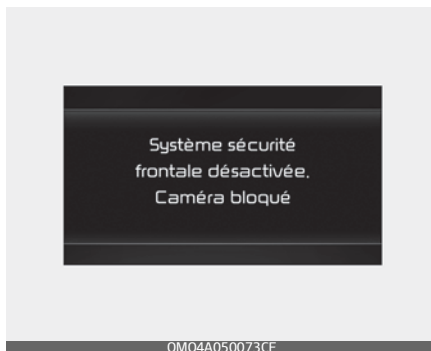 Système sécurité
frontale désactivée.
Caméra bloqué
OMQ4A050073CF